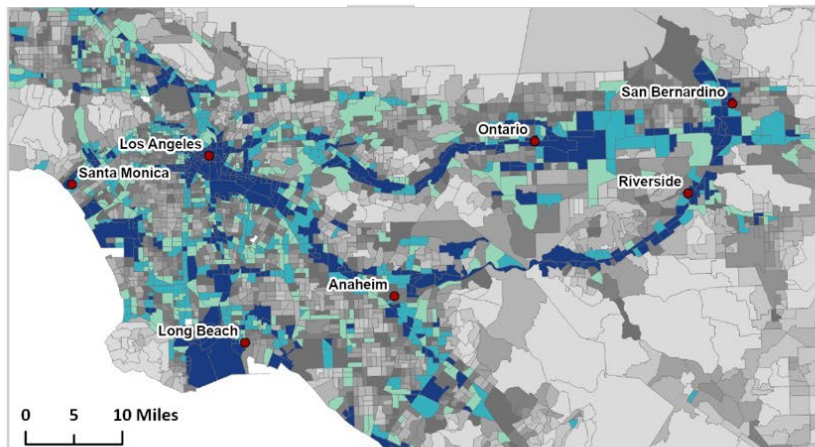 San Bernardino
Ontario
Los Angeles
Santa Monica
Riverside
Anaheim
Long Beach
0 5 10 Miles